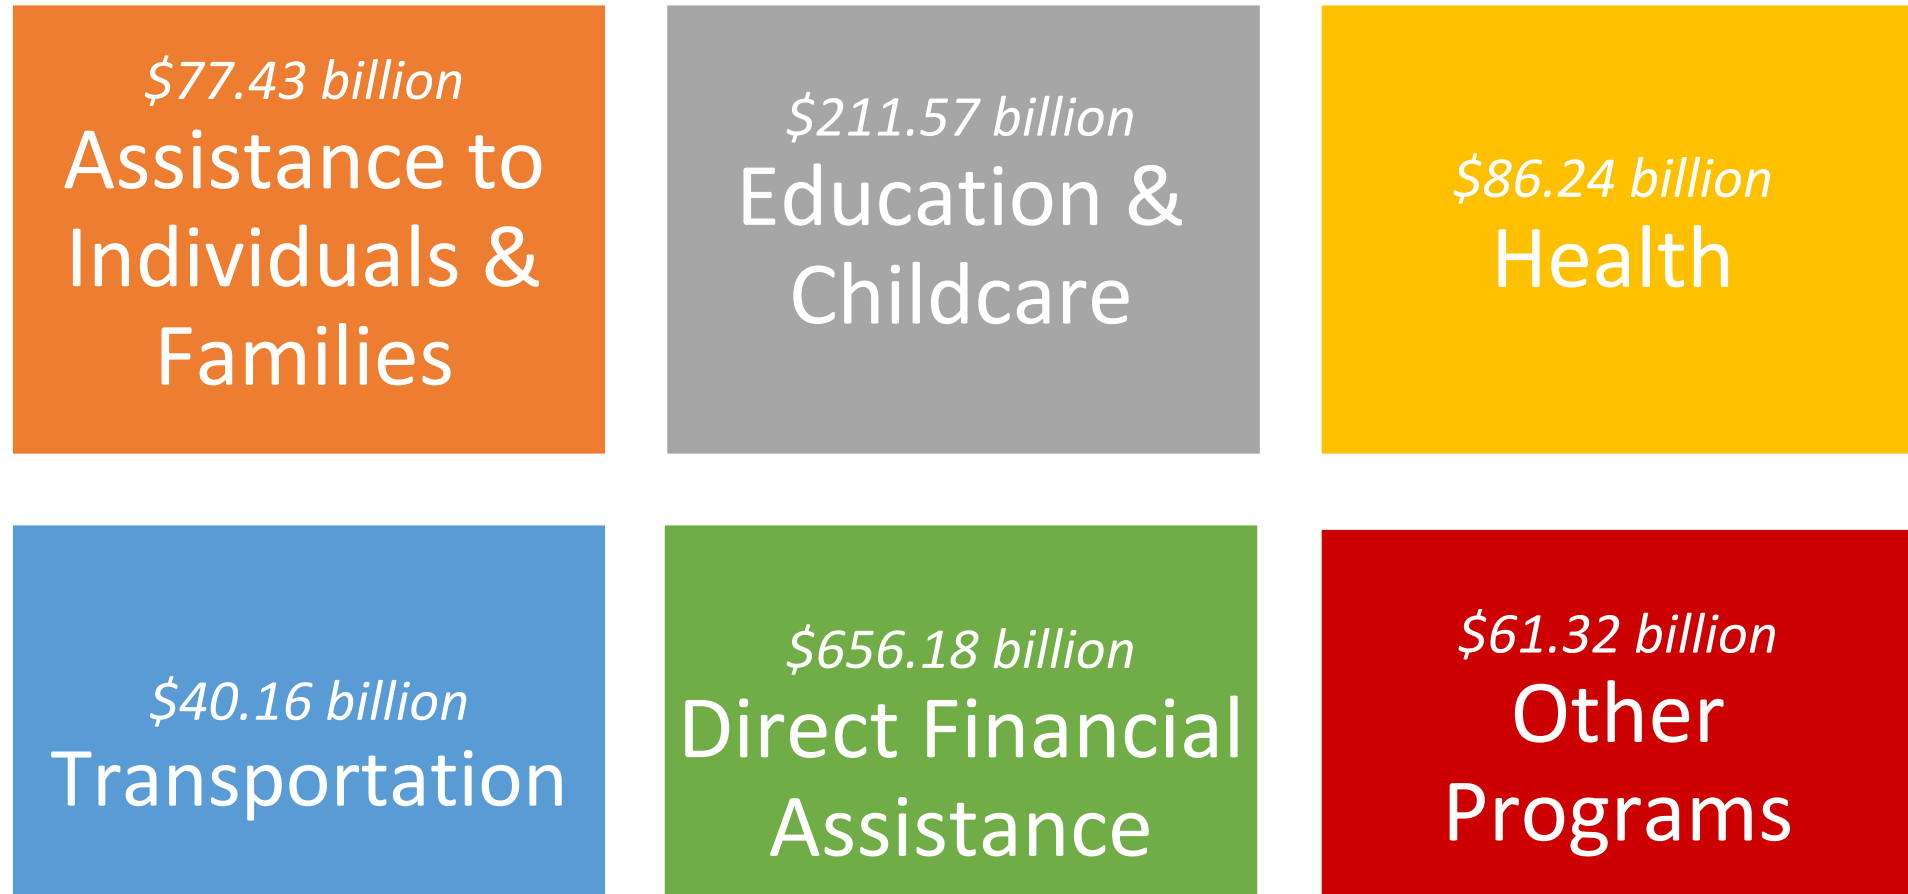 $77.43 billion
Assistance to
Individuals &
Families
$211.57 billion
Education &
Childcare
$86.24 billion
Health
$40.16 billion
Transportation
$656.18 billion
Direct Financial
Assistance
$61.32 billion
Other
Programs